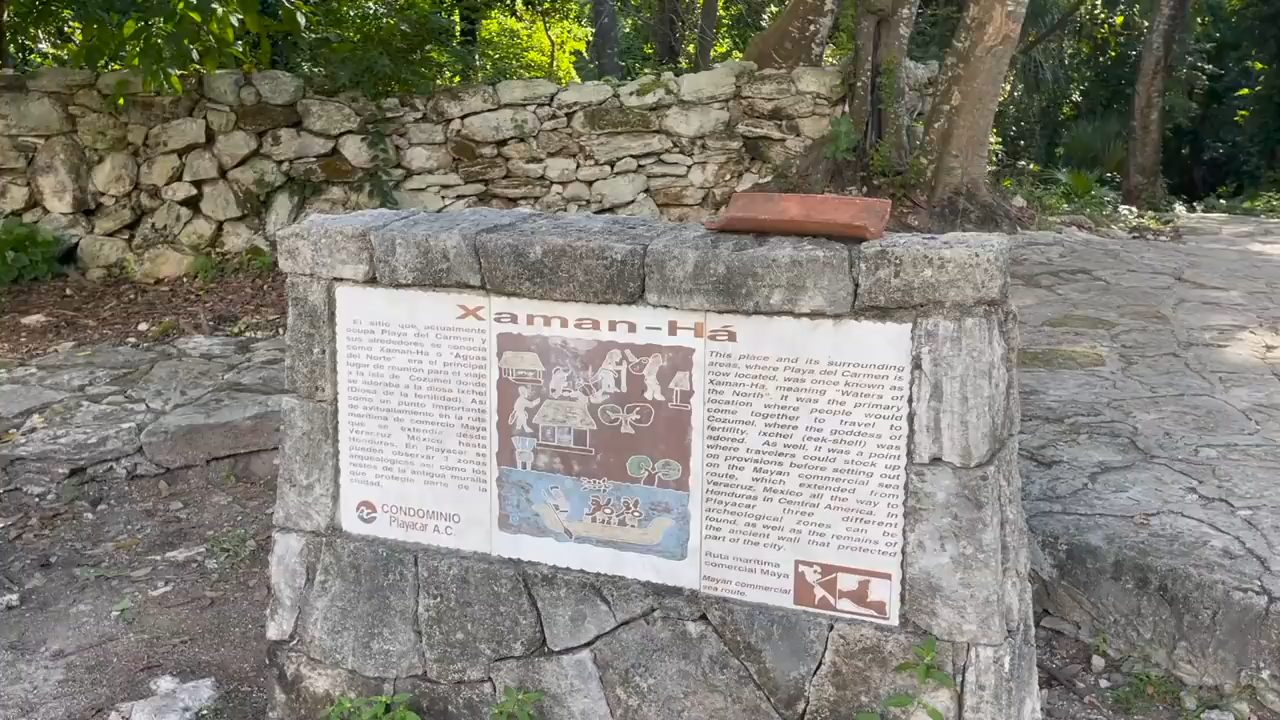 Xaman-Há
El sitio que actualmente
ocupa Playa del Carmen y
sus alrededores se conocía
como Xaman-Ha o "Aguas
del Norte" era el principal
lugar de reunión para el viaje
a la isla de Cozumel donde
se adoraba a la diosa Ixchel
(Diosa de la fertilidad). Así
como un punto importante
de avituallamiento en la ruta
marítima de comercio Maya
que se extendía desde
Veracruz México hasta
Honduras. En Playacar se
pueden observar 3 zonas
arqueológicas así como los
restos de la antigua muralla
que protegía parte de la
ciudad.
CONDOMINIO
Playacar A.C.
This place and its surrounding
areas, where Playa del Carmen is
now located, was once known as
Xaman-Ha, meaning "Waters of
the North". It was the primary
location where people would
come together to travel to
Cozumel, where the goddess of
fertility, Ixchel (eek-shell) was
adored. As well, it was a point
where travelers could stock up
on provisions before setting out
on the Mayan commercial sea
route, which extended from
Veracruz, Mexico all the way to
Honduras in Central America. In
Playacar three different
archeological zones can be
found, as well as the remains of
the ancient wall that protected
part of the city.
Ruta marítima
comercial Maya
Mayan commercial
sea route.